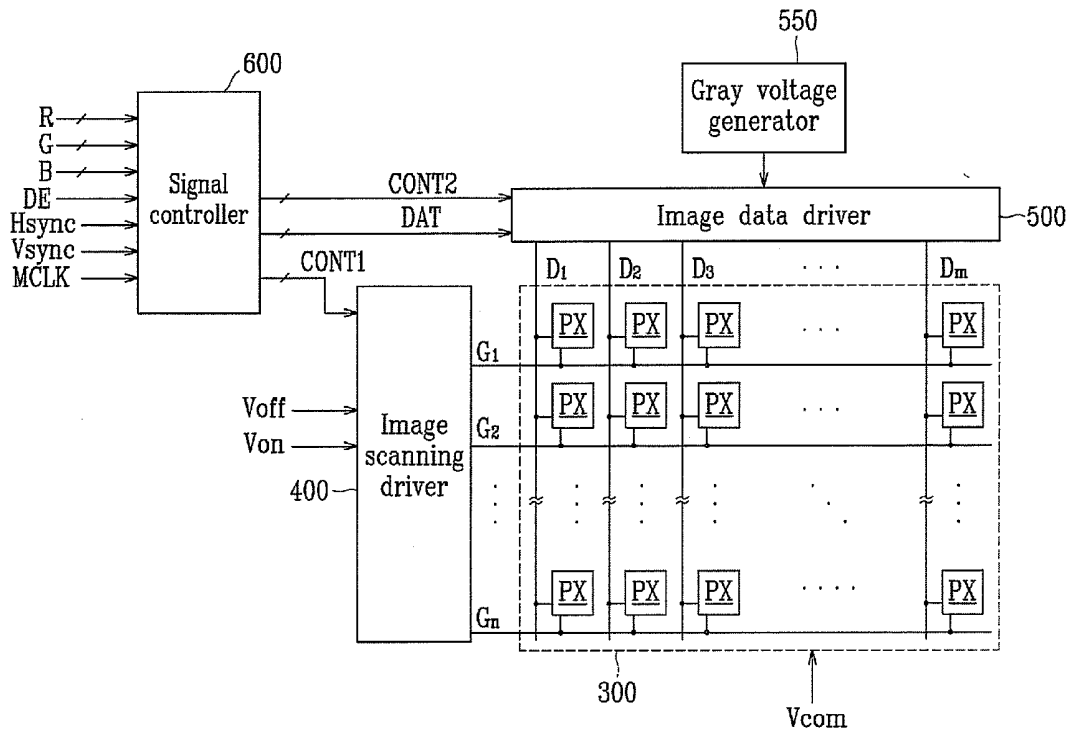 550
600
Gray voltage
generator
R
G
B
DE
Hsync
Vsync
MCLK
Signal
controller
CONT2
DAT
CONT1
Image data driver
500
D1 D2 D3 . . . Dm
PX PX PX . . . PX
G1
PX PX PX . . . PX
G2
Voff
Von
Image
scanning
driver
400
PX PX PX . . . . PX
Gn
300
Vcom